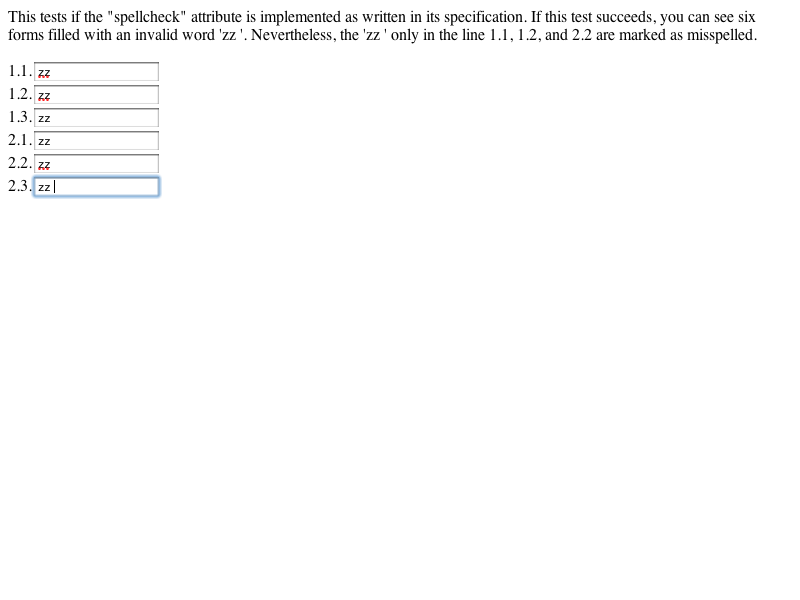 This tests if the "spellcheck" attribute is implemented as written in its specification. If this test succeeds, you can see six
forms filled with an invalid word 'zz '. Nevertheless, the 'zz ' only in the line 1.1, 1.2, and 2.2 are marked as misspelled.
1.1. zz
1.2. zz
1.3. zz
2.1. zz
2.2. zz
2.3. zz